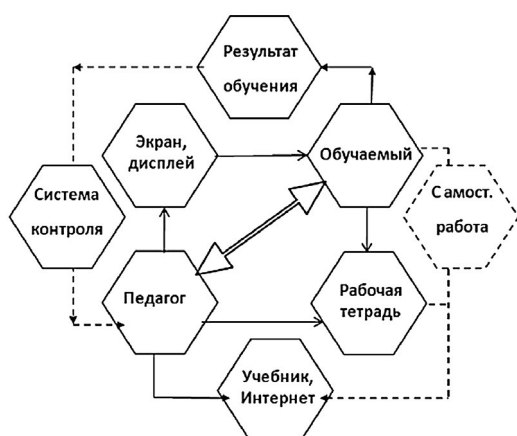 Результат
обучения
Экран,
дисплей
Обучаемый
Система
контроля
Самост.
работа
Педагог
Рабочая
тетрадь
Учебник,
Интернет